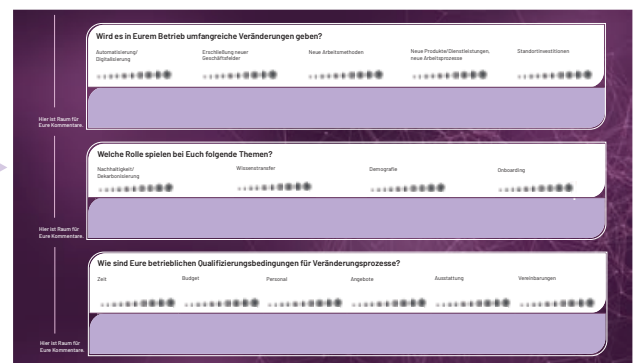 Wird es in Eurem Betrieb umfangreiche Veränderungen geben?
Automatisierung/
Digitalisierung
Erschließung neuer
Geschäftsfelder
Neue Arbeitsmethoden
Neue Produkte/Dienstleistungen,
neue Arbeitsprozesse
Standortinvestitionen
Hier ist Raum für
Eure Kommentare.
Welche Rolle spielen bei Euch folgende Themen?
Nachhaltigkeit/
Dekarbonisierung
Wissenstransfer
Demografie
Onboarding
Hier ist Raum für
Eure Kommentare.
Wie sind Eure betrieblichen Qualifizierungsbedingungen für Veränderungsprozesse?
Zeit
Budget
Personal
Angebote
Ausstattung
Vereinbarungen
Hier ist Raum für
Eure Kommentare.